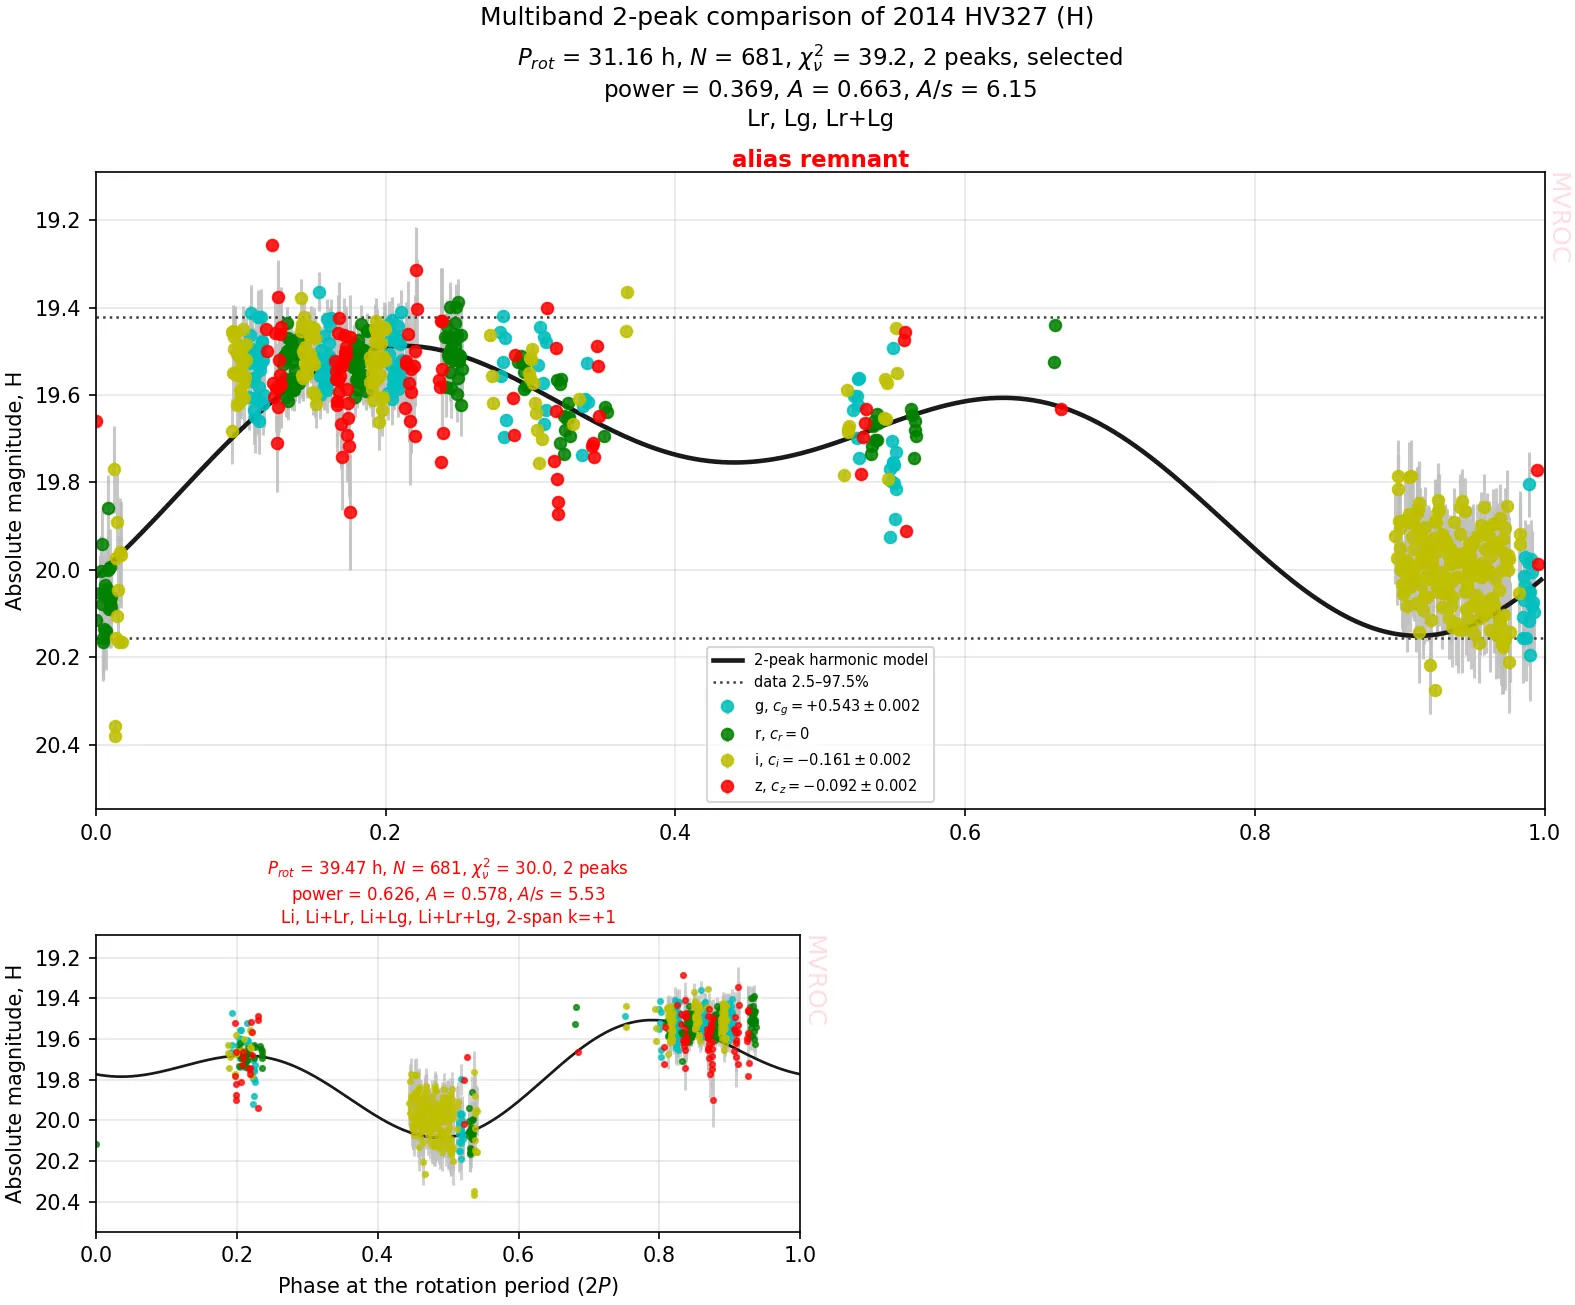 Multiband 2-peak comparison of 2014 HV327 (H)
P_rot = 31.16 h, N = 681, χ²_ν = 39.2, 2 peaks, selected
power = 0.369, A = 0.663, A/s = 6.15
Lr, Lg, Lr+Lg
alias remnant
MVROC
Absolute magnitude, H
19.2
19.4
19.6
19.8
20.0
20.2
20.4
2-peak harmonic model
data 2.5–97.5%
g, c_g = +0.543 ± 0.002
r, c_r = 0
i, c_i = −0.161 ± 0.002
z, c_z = −0.092 ± 0.002
0.0 0.2 0.4 0.6 0.8 1.0
P_rot = 39.47 h, N = 681, χ²_ν = 30.0, 2 peaks
power = 0.626, A = 0.578, A/s = 5.53
Li, Li+Lr, Li+Lg, Li+Lr+Lg, 2-span k=+1
MVROC
Absolute magnitude, H
19.2
19.4
19.6
19.8
20.0
20.2
20.4
0.0 0.2 0.4 0.6 0.8 1.0
Phase at the rotation period (2P)